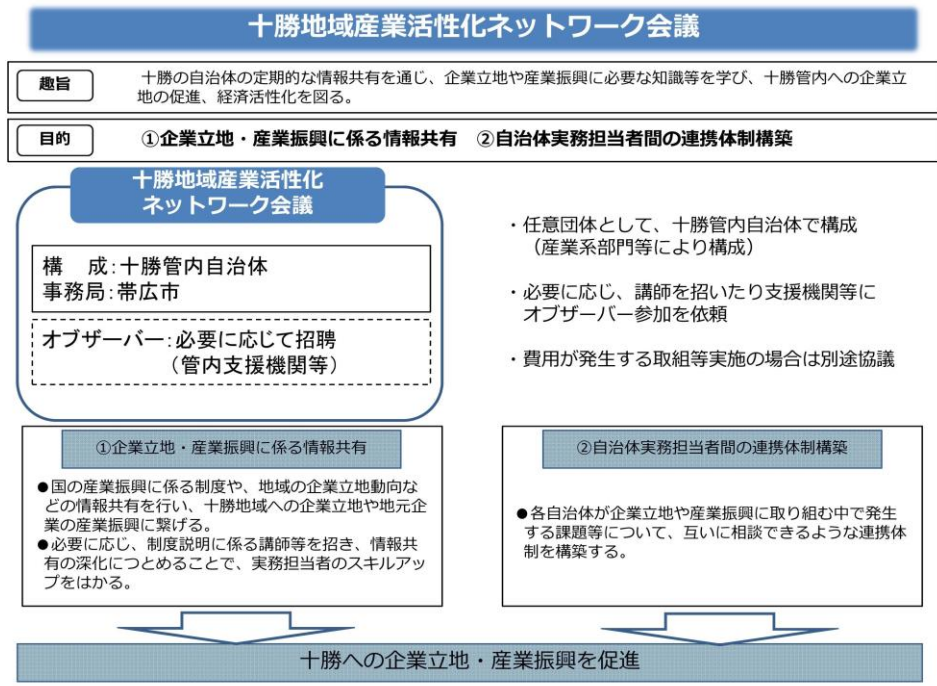 十勝地域産業活性化ネットワーク会議
趣旨
十勝の自治体の定期的な情報共有を通じ、企業立地や産業振興に必要な知識等を学び、十勝管内への企業立
地の促進、経済活性化を図る。
目的
①企業立地・産業振興に係る情報共有 ②自治体実務担当者間の連携体制構築
十勝地域産業活性化
ネットワーク会議
構 成:十勝管内自治体
事務局:帯広市
オブザーバー:必要に応じて招聘
(管内支援機関等)
・任意団体として、十勝管内自治体で構成
(産業系部門等により構成)
・必要に応じ、講師を招いたり支援機関等に
オブザーバー参加を依頼
・費用が発生する取組等実施の場合は別途協議
①企業立地・産業振興に係る情報共有
●国の産業振興に係る制度や、地域の企業立地動向な
どの情報共有を行い、十勝地域への企業立地や地元企
業の産業振興に繋げる。
●必要に応じ、制度説明に係る講師等を招き、情報共
有の深化につとめることで、実務担当者のスキルアッ
プをはかる。
②自治体実務担当者間の連携体制構築
●各自治体が企業立地や産業振興に取り組む中で発生
する課題等について、互いに相談できるような連携体
制を構築する。
十勝への企業立地・産業振興を促進